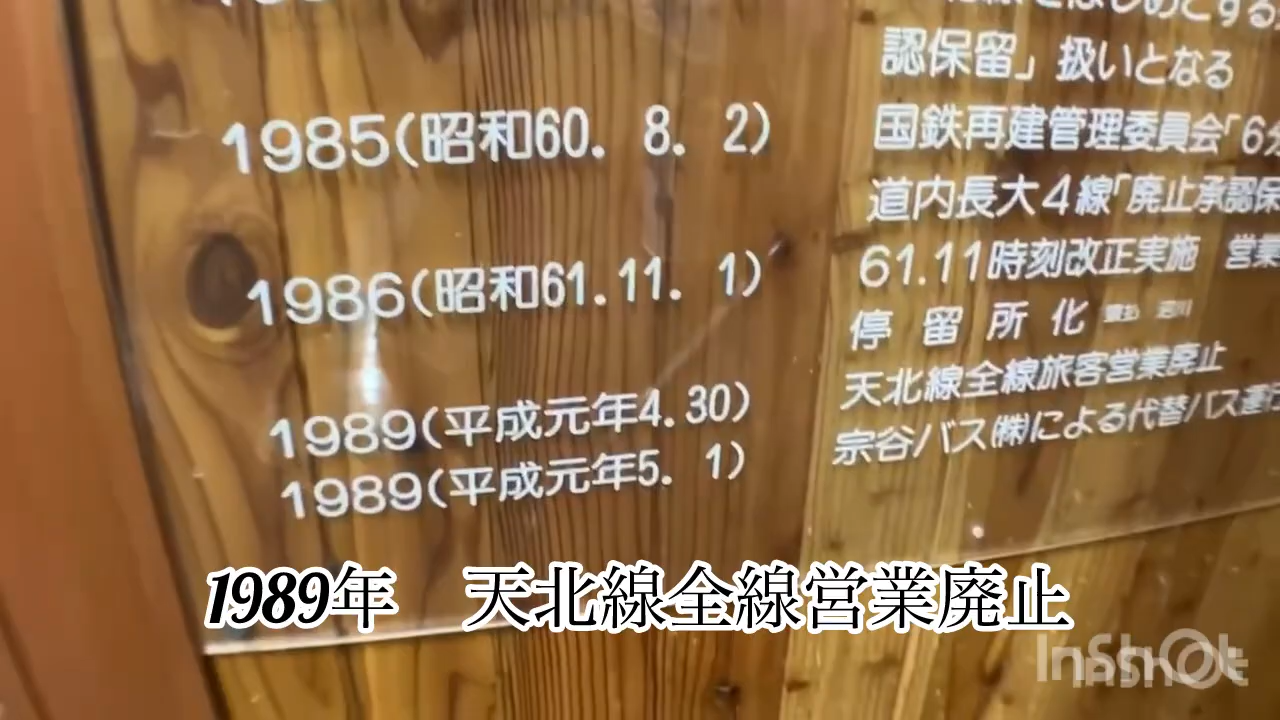 認保留」扱いとなる
1985(昭和60. 8. 2)
国鉄再建管理委員会「6分
道内長大4線「廃止承認保
1986(昭和61.11. 1)
61.11時刻改正実施 営業
停留所化
1989(平成元年4.30)
天北線全線旅客営業廃止
1989(平成元年5. 1)
宗谷バス㈱による代替バス運行
1989年 天北線全線営業廃止
InShot